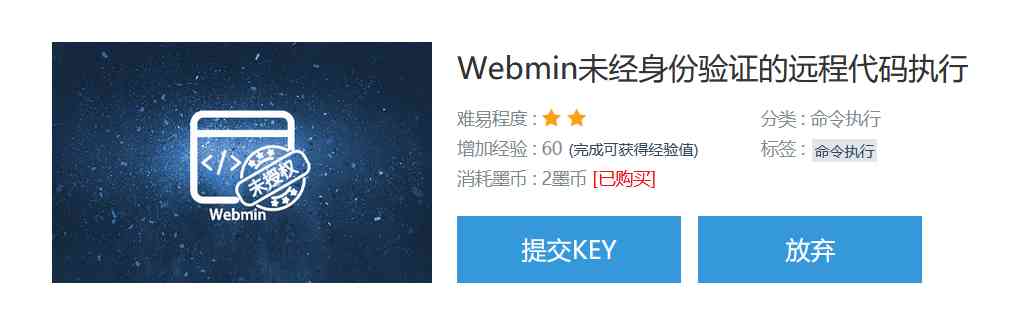 </>
未授权
Webmin
Webmin未经身份验证的远程代码执行
难易程度 :
分类 : 命令执行
增加经验 : 60 (完成可获得经验值)
标签 : 命令执行
消耗墨币 : 2墨币 [已购买]
提交KEY
放弃